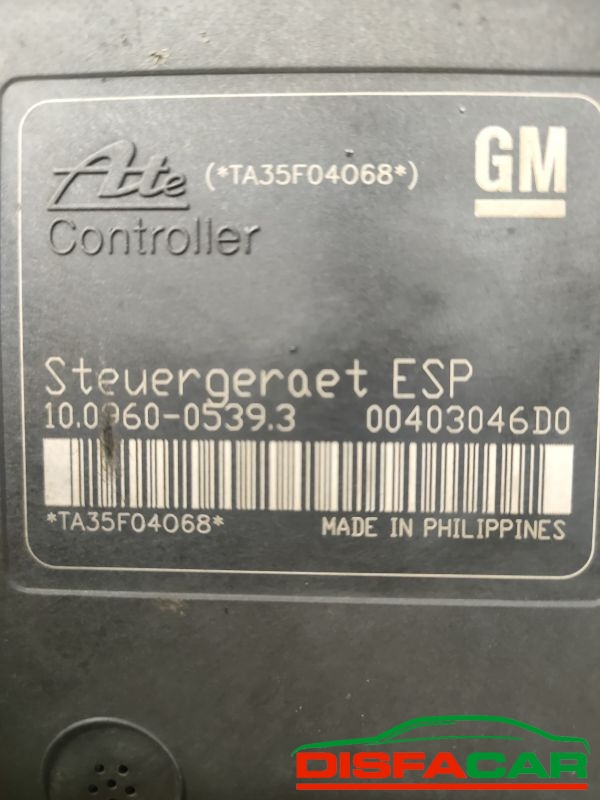 Ate (*TA35F04068*) GM
Controller
Steuergeraet ESP
10.0960-0539.3 00403046D0
*TA35F04068* MADE IN PHILIPPINES
DISFACAR